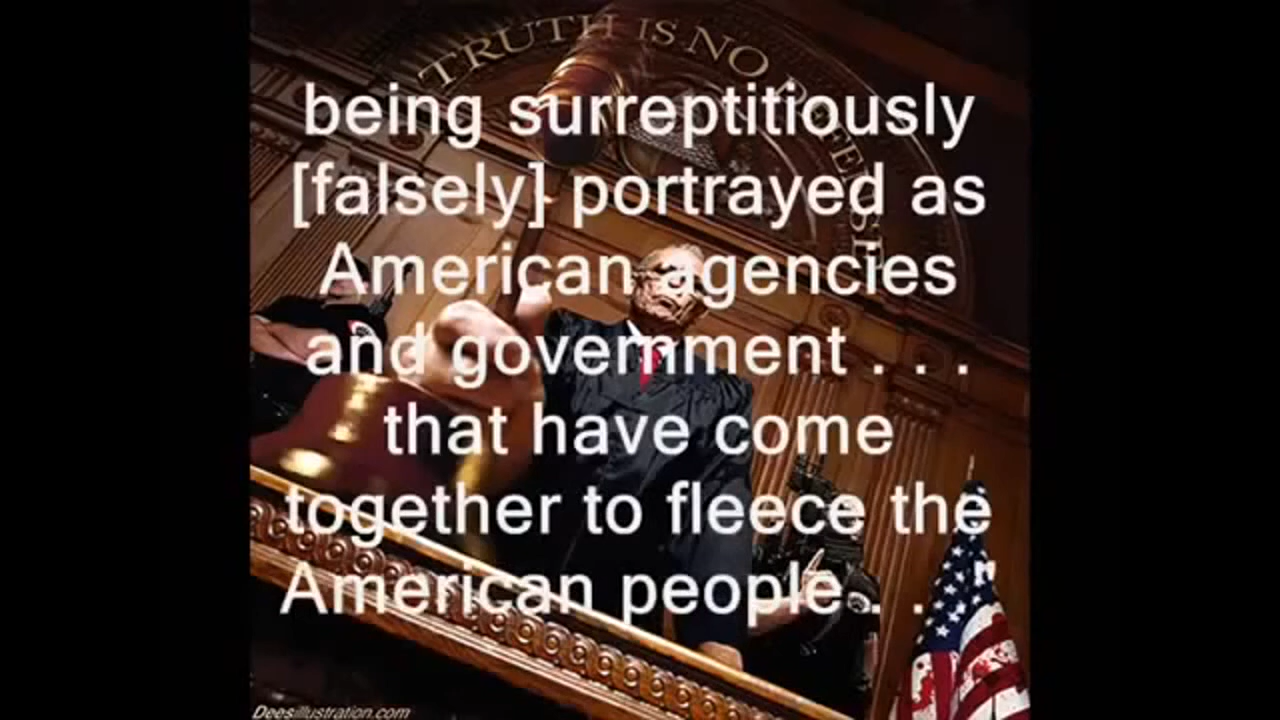 TRUTH IS NO DEFENSE
being surreptitiously
[falsely] portrayed as
American agencies
and government . . .
that have come
together to fleece the
American people . . ."
Deesillustration.com